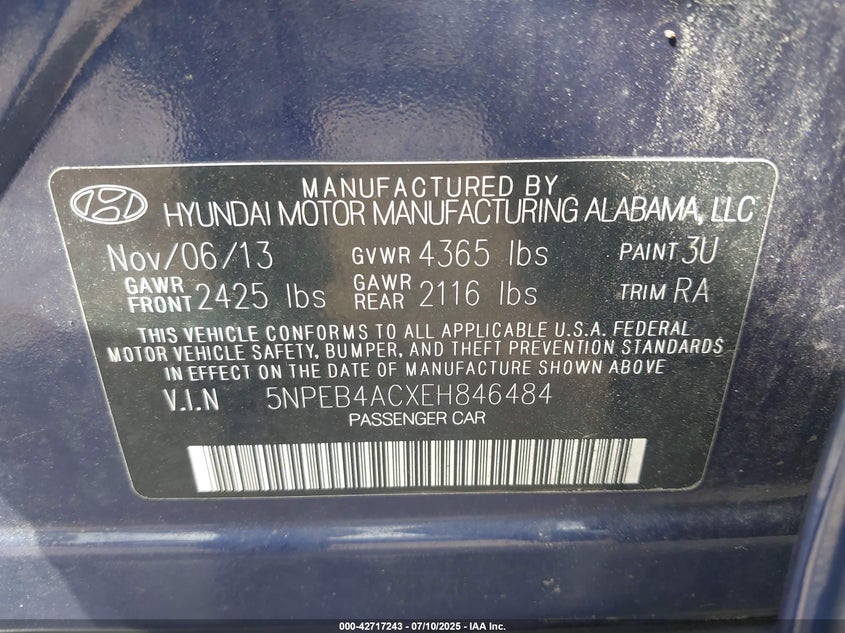 MANUFACTURED BY
HYUNDAI MOTOR MANUFACTURING ALABAMA, LLC
Nov/06/13 GVWR 4365 lbs PAINT 3U
GAWR FRONT 2425 lbs GAWR REAR 2116 lbs TRIM RA
THIS VEHICLE CONFORMS TO ALL APPLICABLE U.S.A. FEDERAL
MOTOR VEHICLE SAFETY, BUMPER, AND THEFT PREVENTION STANDARDS
IN EFFECT ON THE DATE OF MANUFACTURE SHOWN ABOVE
V.I.N 5NPEB4ACXEH846484
PASSENGER CAR
000-42717243 - 07/10/2025 - IAA Inc.